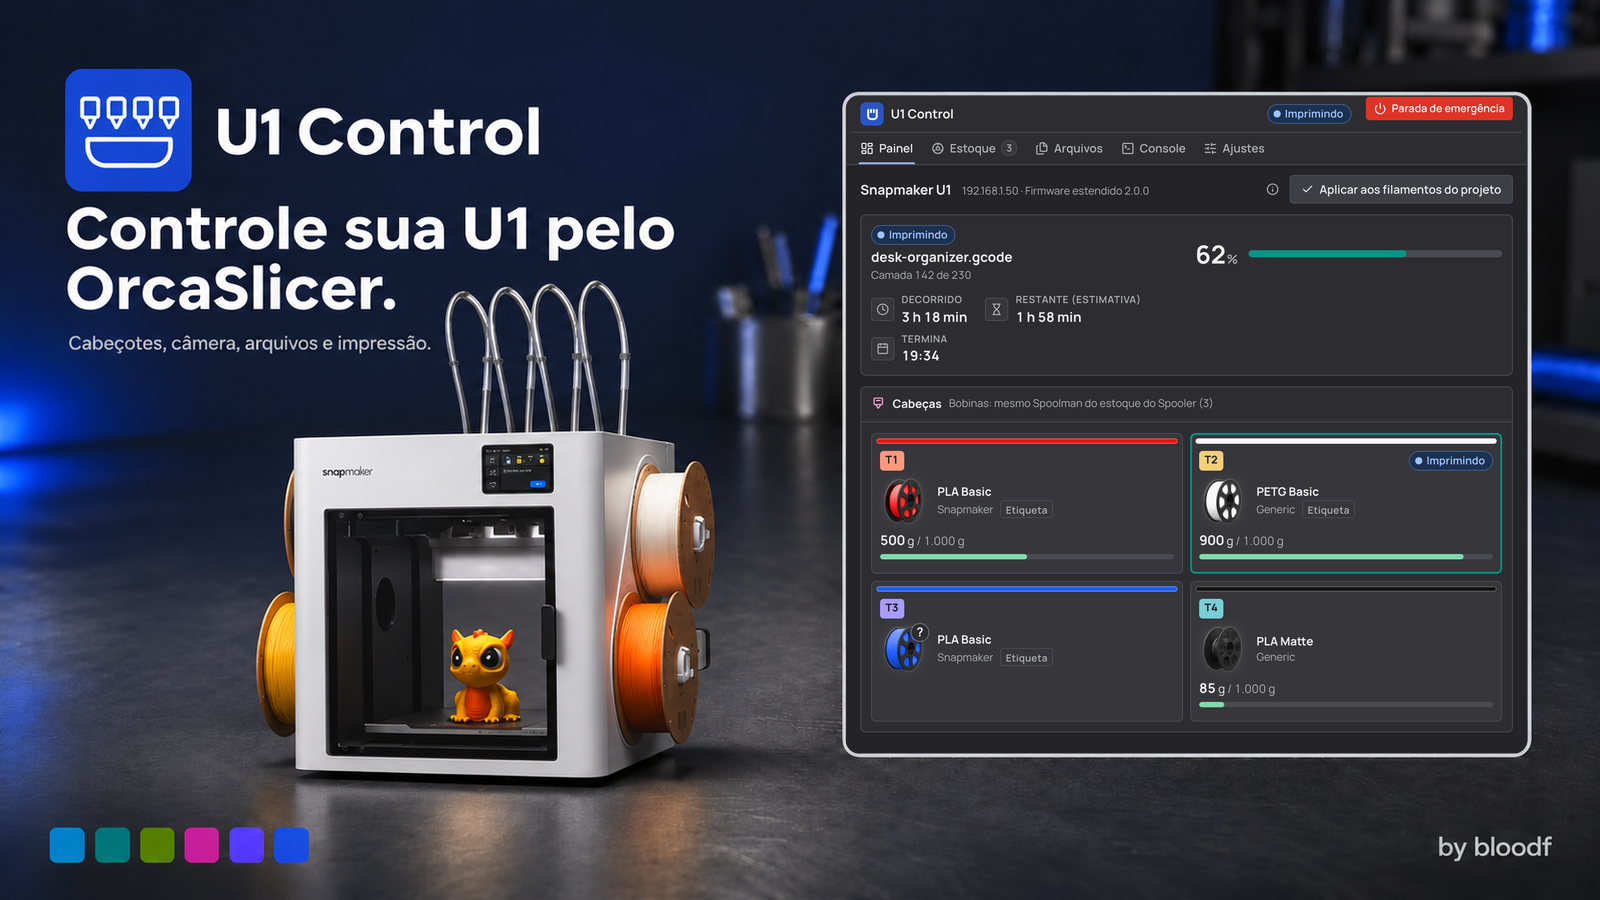 U1 Control
Controle sua U1 pelo
OrcaSlicer.
Cabeçotes, câmera, arquivos e impressão.
snapmaker
U1 Control
Imprimindo
Parada de emergência
Painel
Estoque 3
Arquivos
Console
Ajustes
Snapmaker U1 192.168.1.50 · Firmware estendido 2.0.0
Aplicar aos filamentos do projeto
Imprimindo
desk-organizer.gcode
Camada 142 de 230
62%
DECORRIDO
3 h 18 min
RESTANTE (ESTIMATIVA)
1 h 58 min
TERMINA
19:34
Cabeças Bobinas: mesmo Spoolman do estoque do Spooler (3)
T1
PLA Basic
Snapmaker Etiqueta
500 g / 1.000 g
T2
Imprimindo
PETG Basic
Generic Etiqueta
900 g / 1.000 g
T3
?
PLA Basic
Snapmaker Etiqueta
T4
PLA Matte
Generic
85 g / 1.000 g
by bloodf